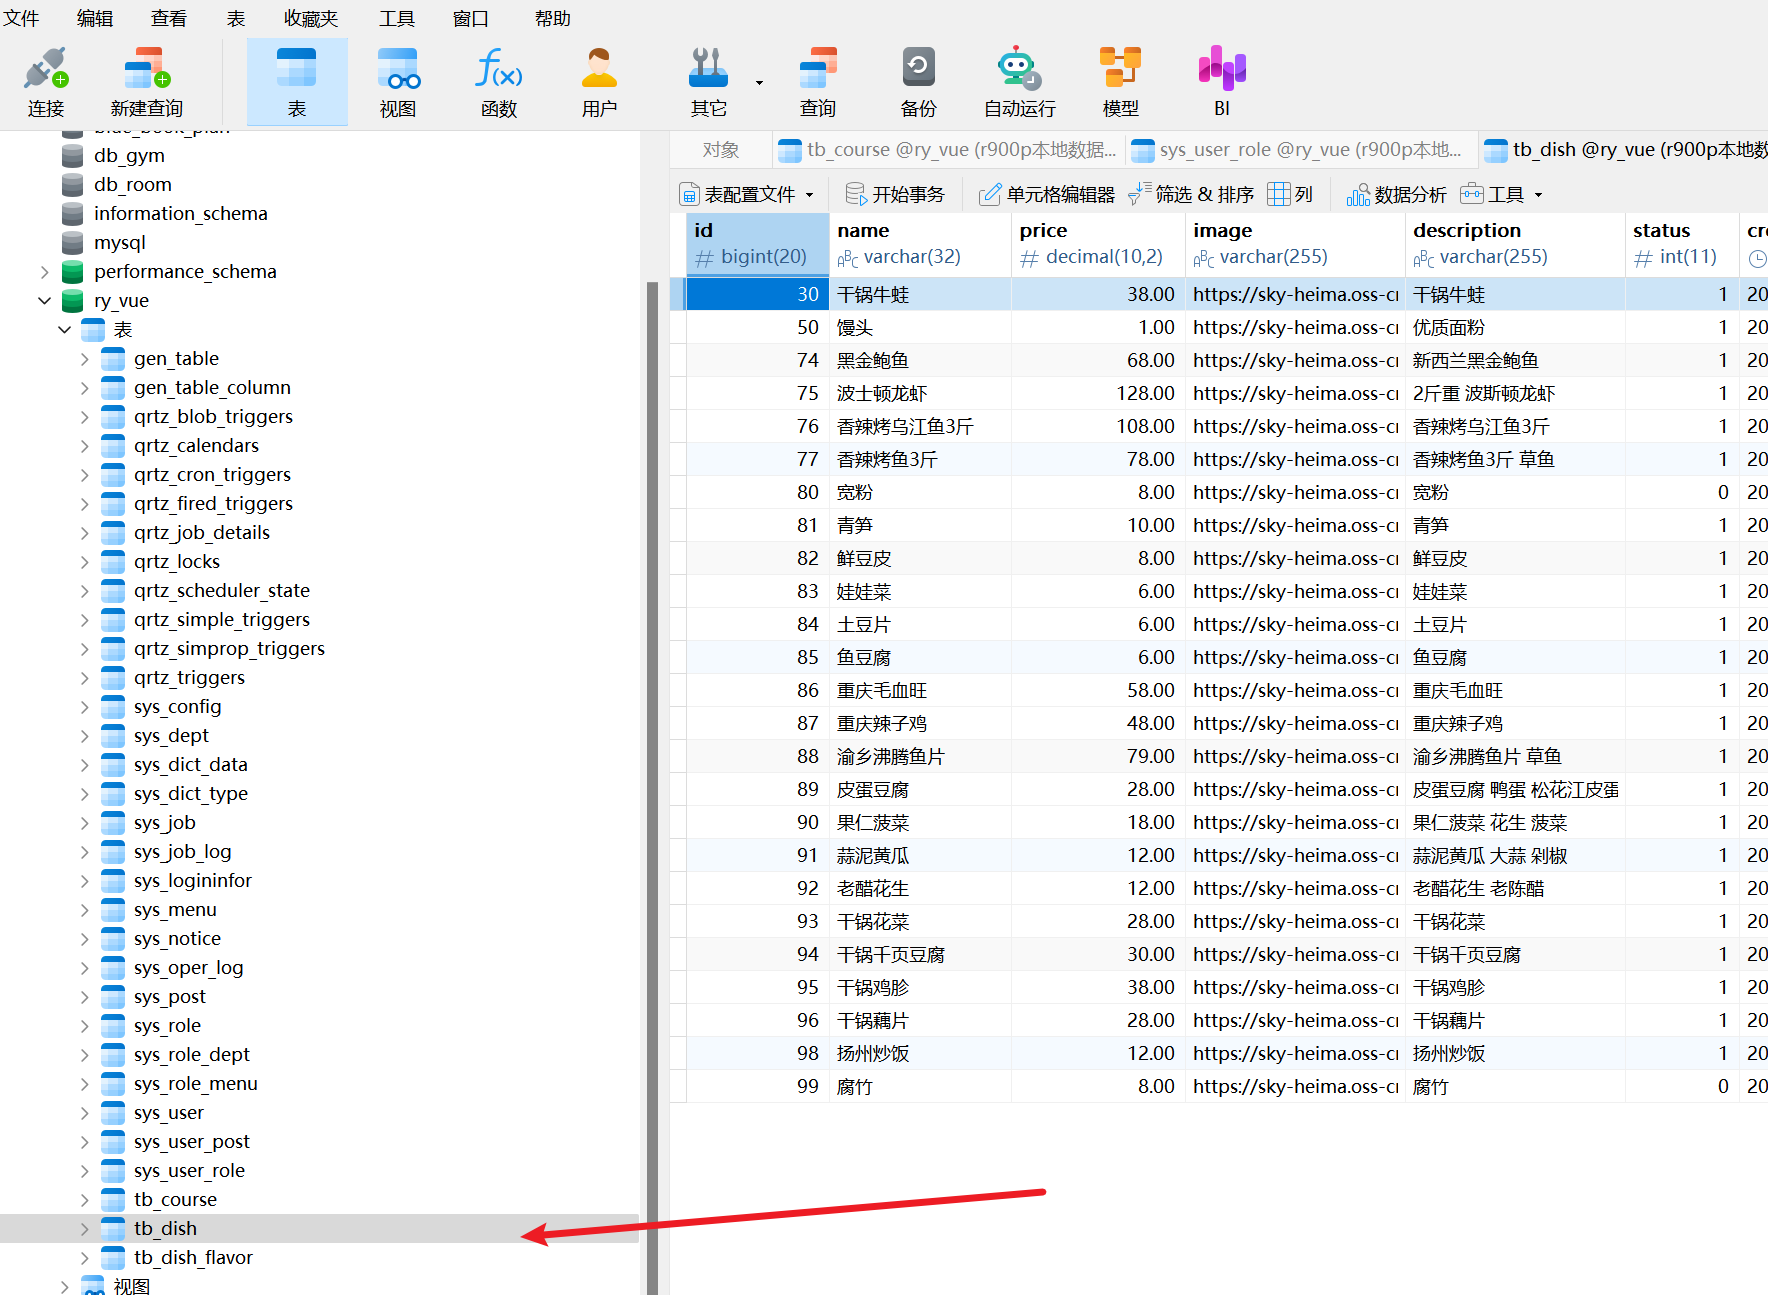 文件 编辑 查看 表 收藏夹 工具 窗口 帮助
连接 新建查询 表 视图 函数 用户 其它 查询 备份 自动运行 模型 BI
blue_book_plan
db_gym
db_room
information_schema
mysql
performance_schema
ry_vue
表
gen_table
gen_table_column
qrtz_blob_triggers
qrtz_calendars
qrtz_cron_triggers
qrtz_fired_triggers
qrtz_job_details
qrtz_locks
qrtz_scheduler_state
qrtz_simple_triggers
qrtz_simprop_triggers
qrtz_triggers
sys_config
sys_dept
sys_dict_data
sys_dict_type
sys_job
sys_job_log
sys_logininfor
sys_menu
sys_notice
sys_oper_log
sys_post
sys_role
sys_role_dept
sys_role_menu
sys_user
sys_user_post
sys_user_role
tb_course
tb_dish
tb_dish_flavor
视图
对象 tb_course @ry_vue (r900p本地数据... sys_user_role @ry_vue (r900p本地... tb_dish @ry_vue (r900p本地数
表配置文件 开始事务 单元格编辑器 筛选 & 排序 列 数据分析 工具
id name price image description status cr
# bigint(20) ABC varchar(32) # decimal(10,2) ABC varchar(255) ABC varchar(255) # int(11)
30 干锅牛蛙 38.00 https://sky-heima.oss-cr 干锅牛蛙 1 20
50 馒头 1.00 https://sky-heima.oss-cr 优质面粉 1 20
74 黑金鲍鱼 68.00 https://sky-heima.oss-cr 新西兰黑金鲍鱼 1 20
75 波士顿龙虾 128.00 https://sky-heima.oss-cr 2斤重 波斯顿龙虾 1 20
76 香辣烤乌江鱼3斤 108.00 https://sky-heima.oss-cr 香辣烤乌江鱼3斤 1 20
77 香辣烤鱼3斤 78.00 https://sky-heima.oss-cr 香辣烤鱼3斤 草鱼 1 20
80 宽粉 8.00 https://sky-heima.oss-cr 宽粉 0 20
81 青笋 10.00 https://sky-heima.oss-cr 青笋 1 20
82 鲜豆皮 8.00 https://sky-heima.oss-cr 鲜豆皮 1 20
83 娃娃菜 6.00 https://sky-heima.oss-cr 娃娃菜 1 20
84 土豆片 6.00 https://sky-heima.oss-cr 土豆片 1 20
85 鱼豆腐 6.00 https://sky-heima.oss-cr 鱼豆腐 1 20
86 重庆毛血旺 58.00 https://sky-heima.oss-cr 重庆毛血旺 1 20
87 重庆辣子鸡 48.00 https://sky-heima.oss-cr 重庆辣子鸡 1 20
88 渝乡沸腾鱼片 79.00 https://sky-heima.oss-cr 渝乡沸腾鱼片 草鱼 1 20
89 皮蛋豆腐 28.00 https://sky-heima.oss-cr 皮蛋豆腐 鸭蛋 松花江皮蛋 1 20
90 果仁菠菜 18.00 https://sky-heima.oss-cr 果仁菠菜 花生 菠菜 1 20
91 蒜泥黄瓜 12.00 https://sky-heima.oss-cr 蒜泥黄瓜 大蒜 剁椒 1 20
92 老醋花生 12.00 https://sky-heima.oss-cr 老醋花生 老陈醋 1 20
93 干锅花菜 28.00 https://sky-heima.oss-cr 干锅花菜 1 20
94 干锅千页豆腐 30.00 https://sky-heima.oss-cr 干锅千页豆腐 1 20
95 干锅鸡胗 38.00 https://sky-heima.oss-cr 干锅鸡胗 1 20
96 干锅藕片 28.00 https://sky-heima.oss-cr 干锅藕片 1 20
98 扬州炒饭 12.00 https://sky-heima.oss-cr 扬州炒饭 1 20
99 腐竹 8.00 https://sky-heima.oss-cr 腐竹 0 20